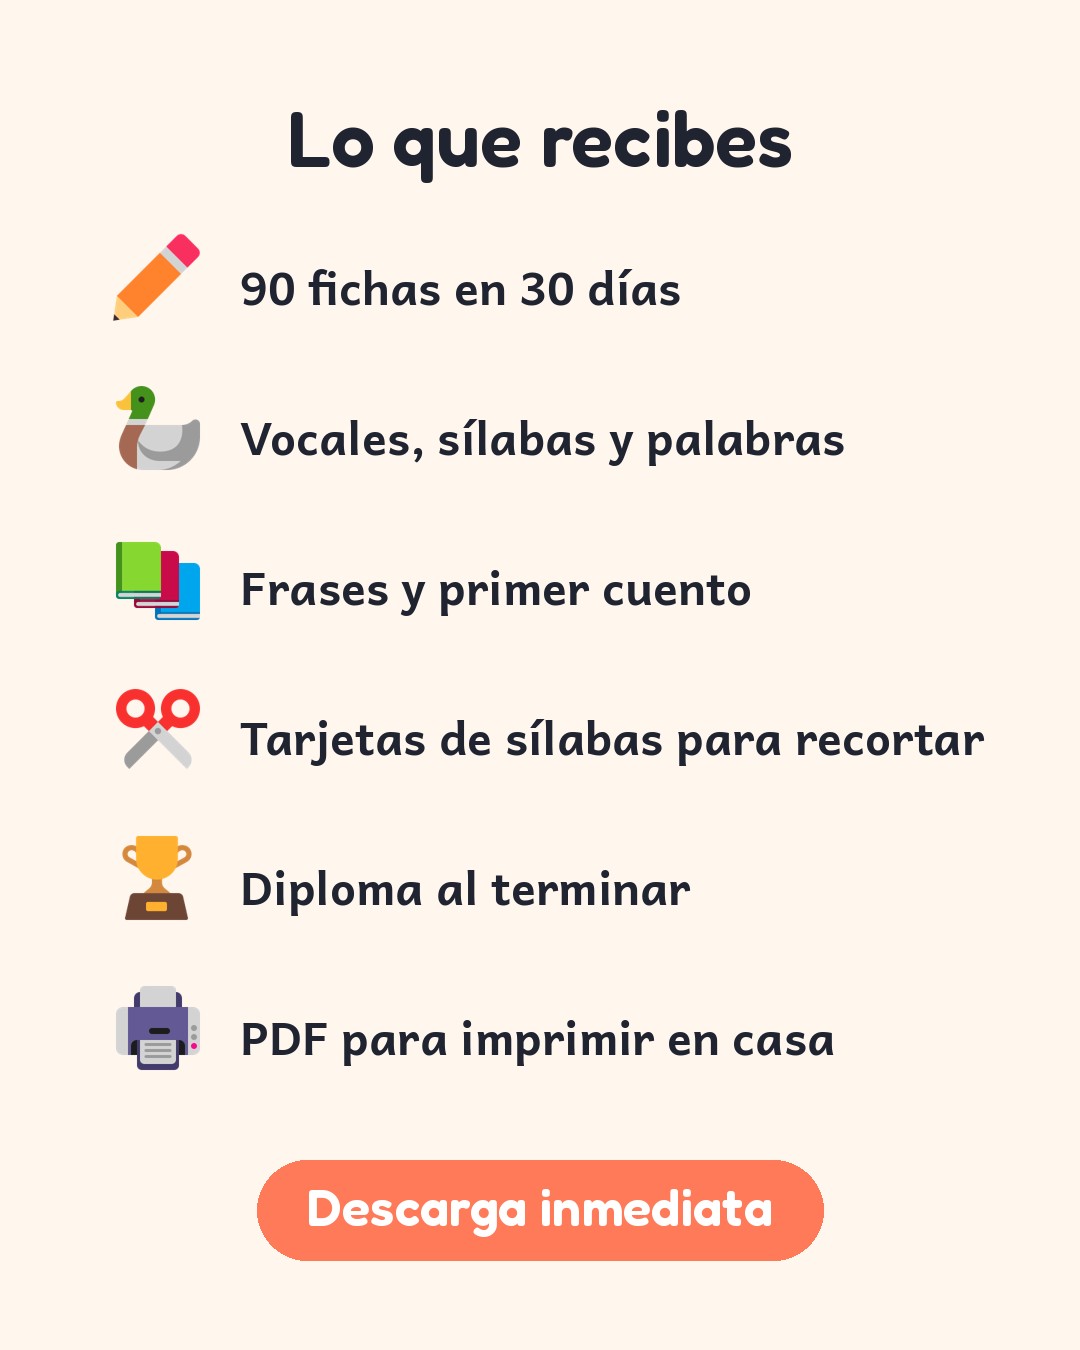 Lo que recibes
90 fichas en 30 días
Vocales, sílabas y palabras
Frases y primer cuento
Tarjetas de sílabas para recortar
Diploma al terminar
PDF para imprimir en casa
Descarga inmediata